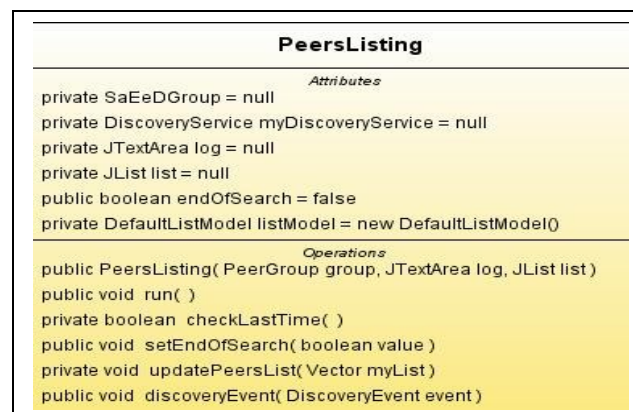 PeersListing
Attributes
private SaEeDGroup = null
private DiscoveryService myDiscoveryService = null
private JTextArea log = null
private JList list = null
public boolean endOfSearch = false
private DefaultListModel listModel = new DefaultListModel()
Operations
public PeersListing( PeerGroup group, JTextArea log, JList list )
public void run( )
private boolean checkLastTime( )
public void setEndOfSearch( boolean value )
private void updatePeersList( Vector myList )
public void discoveryEvent( DiscoveryEvent event )